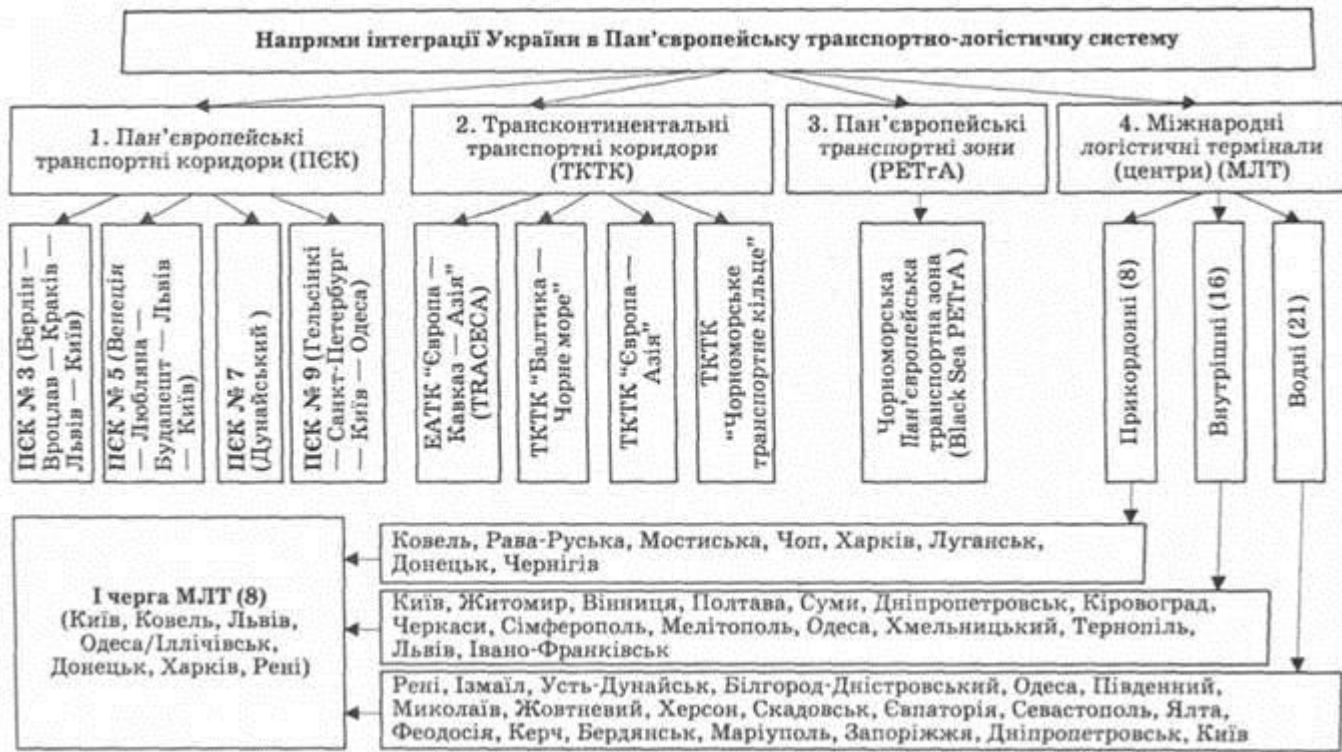 Напрями інтеграції України в Пан’європейську транспортно-логістичну систему
1. Пан’європейські
транспортні коридори (ПЄК)
2. Трансконтинентальні
транспортні коридори
(ТКТК)
3. Пан’європейські
транспортні зони
(PETrA)
4. Міжнародні
логістичні термінали
(центри) (МЛТ)
ПЄК № 3 (Берлін —
Вроцлав — Краків —
Львів — Київ)
ПЄК № 5 (Венеція
— Любляна —
Будапешт — Львів
— Київ)
ПЄК № 7
(Дунайський )
ПЄК № 9 (Гельсінкі
— Санкт-Петербург
— Київ — Одеса)
ЕАТК “Європа —
Кавказ — Азія”
(TRACECA)
ТКТК “Балтика —
Чорне море”
ТКТК “Європа —
Азія”
ТКТК
“Чорноморське
транспортне кільце”
Чорноморська
Пан’європейська
транспортна зона
(Black Sea PETrA )
Прикордонні (8)
Внутрішні (16)
Водні (21)
І черга МЛТ (8)
(Київ, Ковель, Львів,
Одеса/Іллічівськ,
Донецьк, Харків, Рені)
Ковель, Рава-Руська, Мостиська, Чоп, Харків, Луганськ,
Донецьк, Чернігів
Київ, Житомир, Вінниця, Полтава, Суми, Дніпропетровськ, Кіровоград,
Черкаси, Сімферополь, Мелітополь, Одеса, Хмельницький, Тернопіль,
Львів, Івано-Франківськ
Рені, Ізмаїл, Усть-Дунайськ, Білгород-Дністровський, Одеса, Південний,
Миколаїв, Жовтневий, Херсон, Скадовськ, Євпаторія, Севастополь, Ялта,
Феодосія, Керч, Бердянськ, Маріуполь, Запоріжжя, Дніпропетровськ, Київ